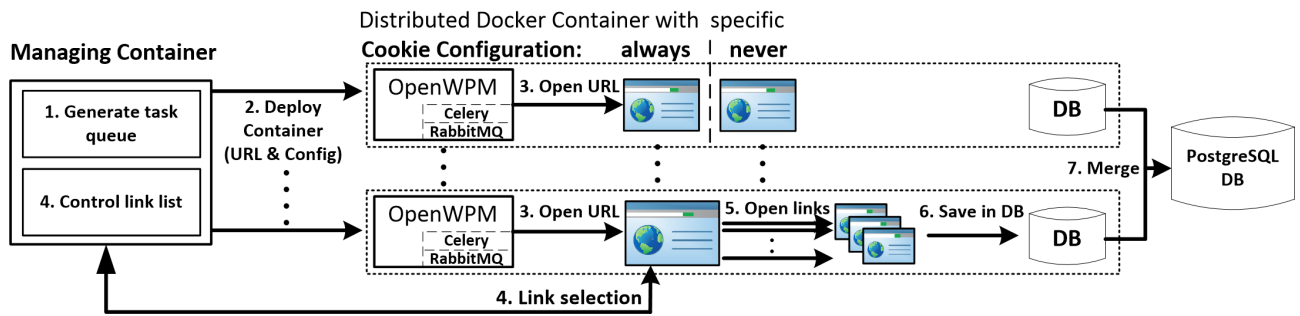 Distributed Docker Container with specific
Managing Container
Cookie Configuration: always never
1. Generate task
queue
4. Control link list
2. Deploy
Container
(URL & Config)
OpenWPM
Celery
RabbitMQ
3. Open URL
DB
OpenWPM
Celery
RabbitMQ
3. Open URL
5. Open links
6. Save in DB
DB
7. Merge
PostgreSQL
DB
4. Link selection